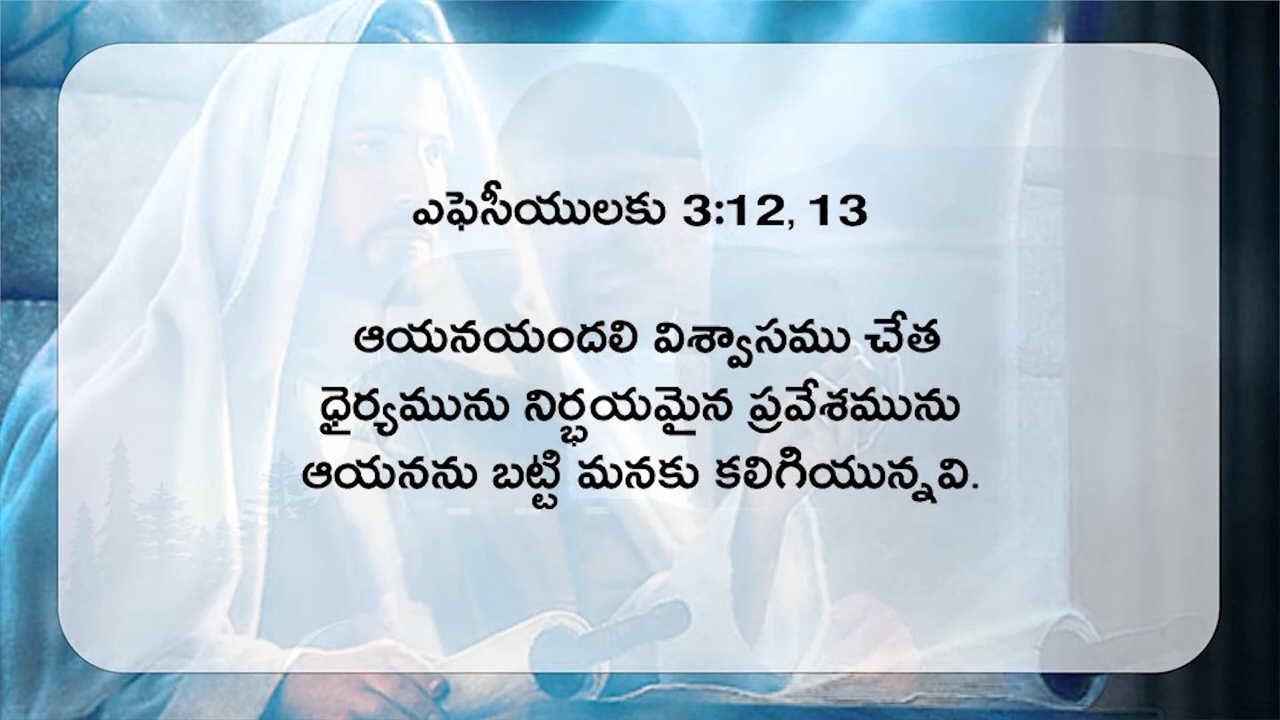 ఎఫెసీయులకు 3:12, 13
ఆయనయందలి విశ్వాసము చేత
ధైర్యమును నిర్భయమైన ప్రవేశమును
ఆయనను బట్టి మనకు కలిగియున్నవి.